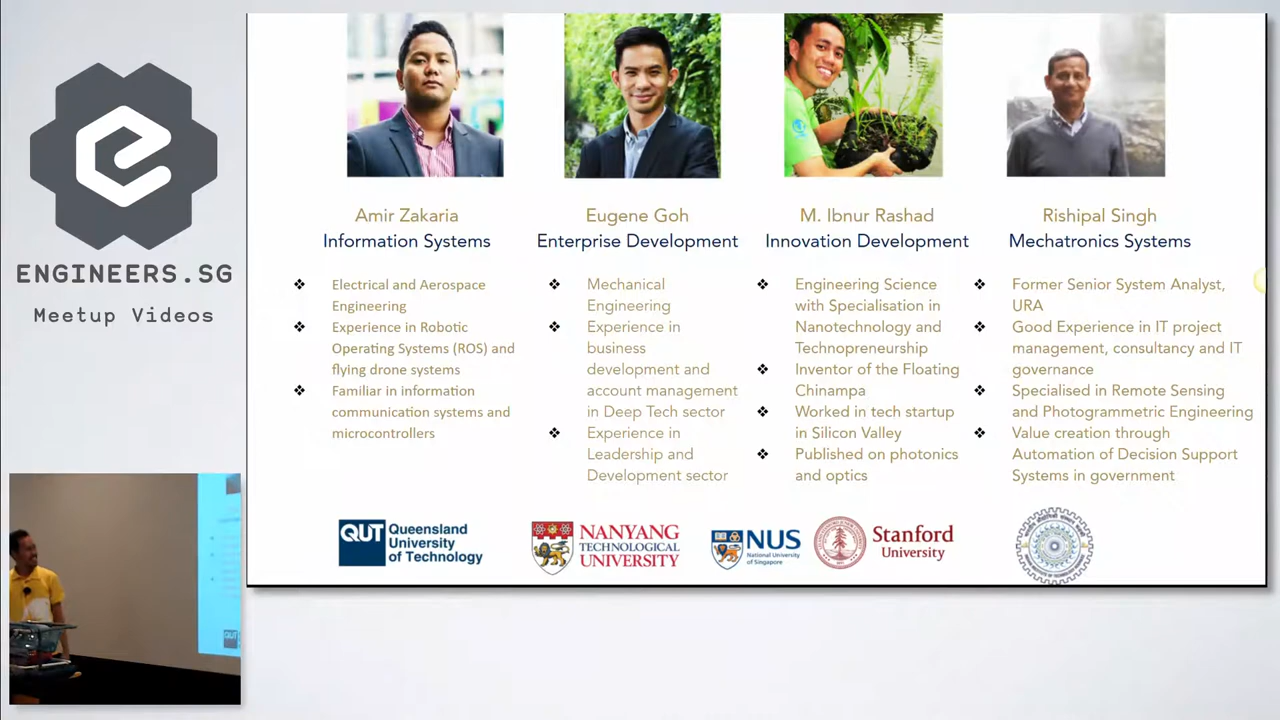 ENGINEERS.SG
Meetup Videos
Amir Zakaria
Information Systems
❖ Electrical and Aerospace
Engineering
❖ Experience in Robotic
Operating Systems (ROS) and
flying drone systems
❖ Familiar in information
communication systems and
microcontrollers
QUT Queensland
University
of Technology
Eugene Goh
Enterprise Development
❖ Mechanical
Engineering
❖ Experience in
business
development and
account management
in Deep Tech sector
❖ Experience in
Leadership and
Development sector
NANYANG
TECHNOLOGICAL
UNIVERSITY
M. Ibnur Rashad
Innovation Development
❖ Engineering Science
with Specialisation in
Nanotechnology and
Technopreneurship
❖ Inventor of the Floating
Chinampa
❖ Worked in tech startup
in Silicon Valley
❖ Published on photonics
and optics
NUS
National University
of Singapore
Stanford
University
Rishipal Singh
Mechatronics Systems
❖ Former Senior System Analyst,
URA
❖ Good Experience in IT project
management, consultancy and IT
governance
❖ Specialised in Remote Sensing
and Photogrammetric Engineering
❖ Value creation through
Automation of Decision Support
Systems in government
QUT